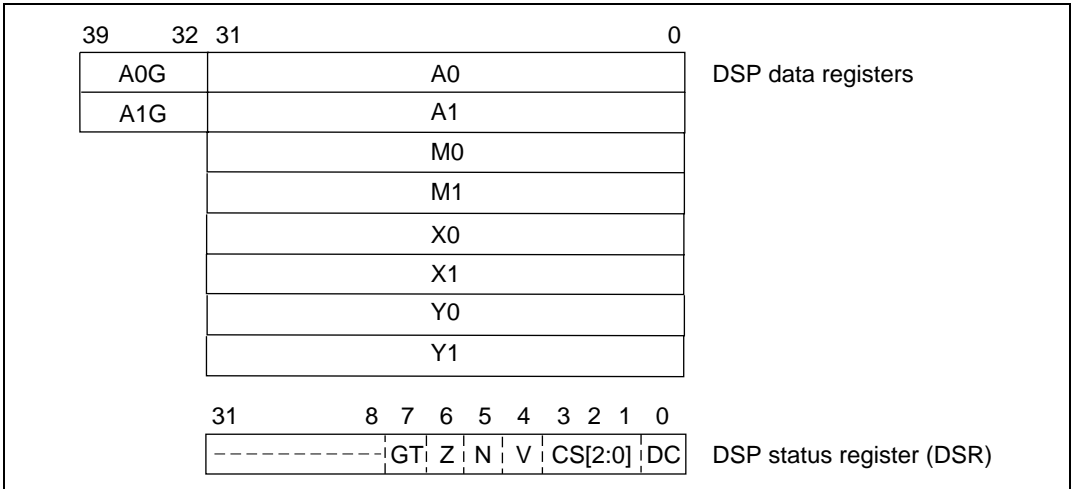 39 32 31 0
A0G A0 DSP data registers
A1G A1
M0
M1
X0
X1
Y0
Y1
31 8 7 6 5 4 3 2 1 0
GT Z N V CS[2:0] DC DSP status register (DSR)